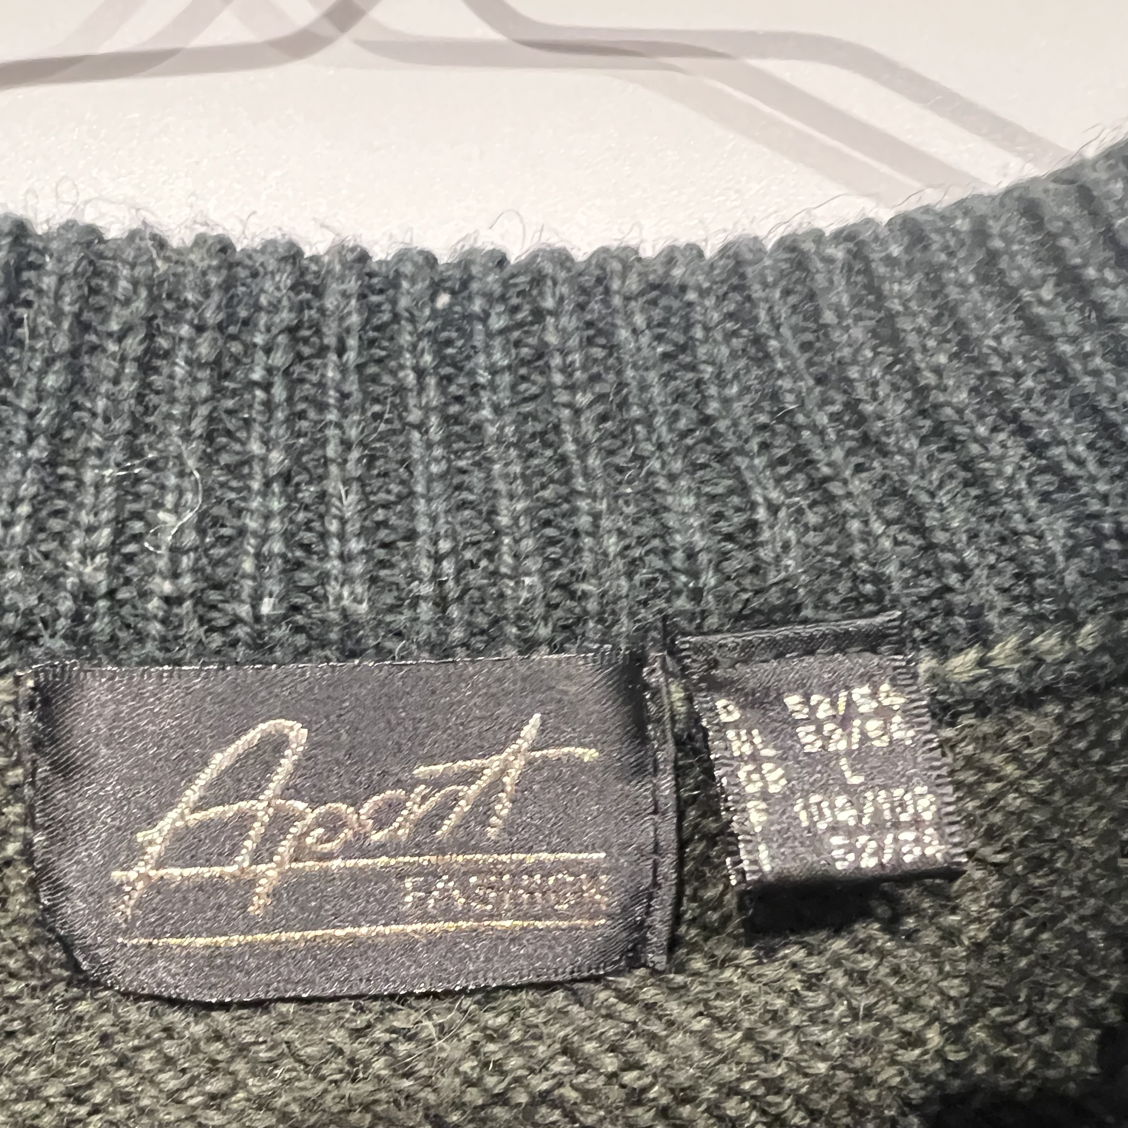 Apart
FASHION
D 52/54
NL 52/54
GB L
F 104/108
I 52/54